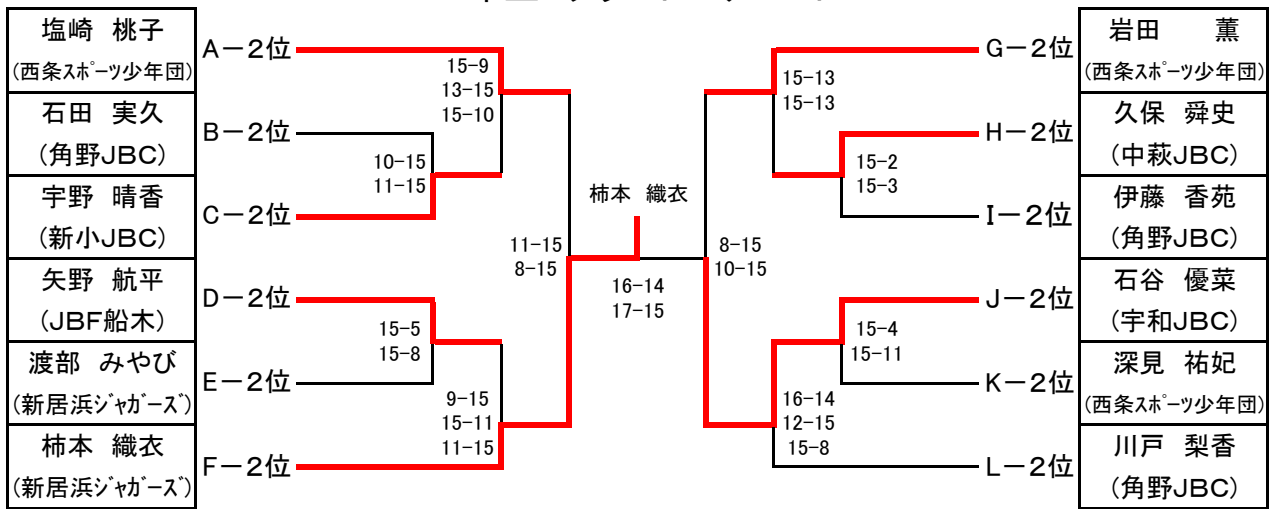 塩崎 桃子
(西条スポーツ少年団)
A－2位
石田 実久
(角野JBC)
B－2位
宇野 晴香
(新小JBC)
C－2位
矢野 航平
(JBF船木)
D－2位
渡部 みやび
(新居浜ジャガーズ)
E－2位
柿本 織衣
(新居浜ジャガーズ)
F－2位
15-9
13-15
15-10
10-15
11-15
11-15
8-15
15-5
15-8
9-15
15-11
11-15
柿本 織衣
16-14
17-15
15-13
15-13
15-2
15-3
8-15
10-15
15-4
15-11
16-14
12-15
15-8
G－2位
岩田 薫
(西条スポーツ少年団)
H－2位
久保 舜史
(中萩JBC)
I－2位
伊藤 香苑
(角野JBC)
J－2位
石谷 優菜
(宇和JBC)
K－2位
深見 祐妃
(西条スポーツ少年団)
L－2位
川戸 梨香
(角野JBC)